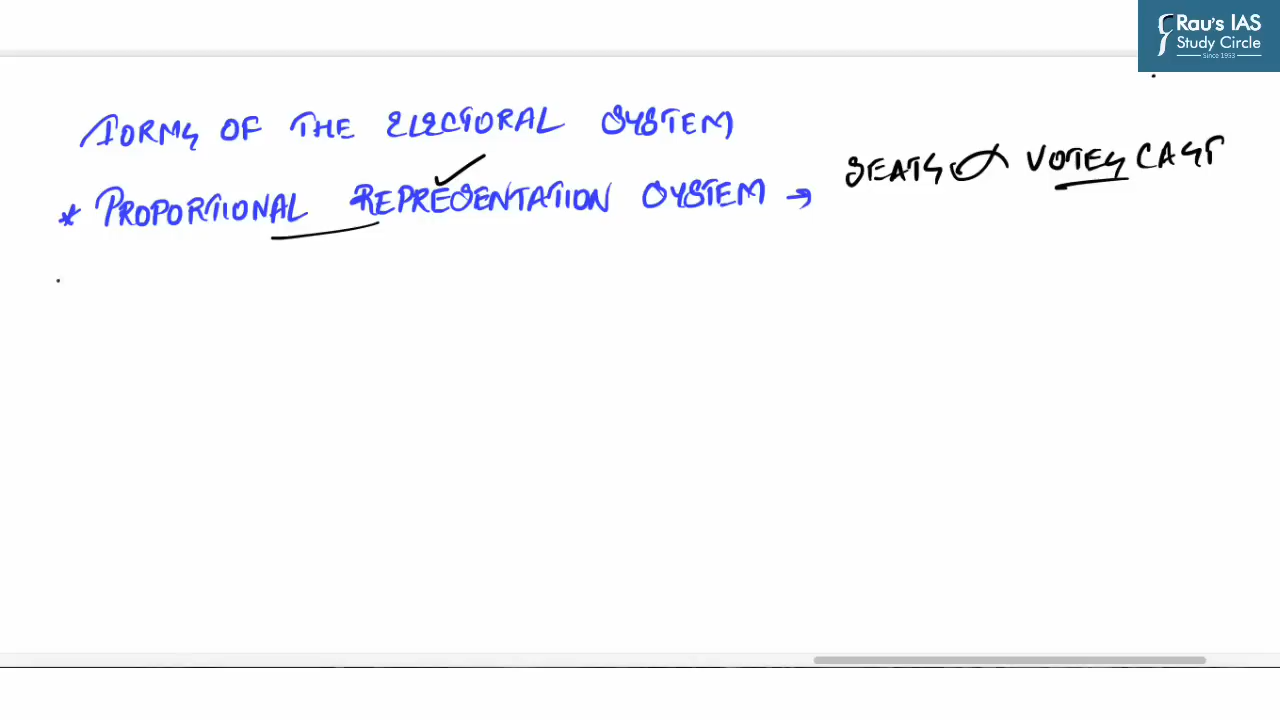 Rau's IAS
Study Circle
Since 1953
FORMS OF THE ELECTORAL SYSTEM
* PROPORTIONAL REPRESENTATION SYSTEM → SEATS ∝ VOTES CAST